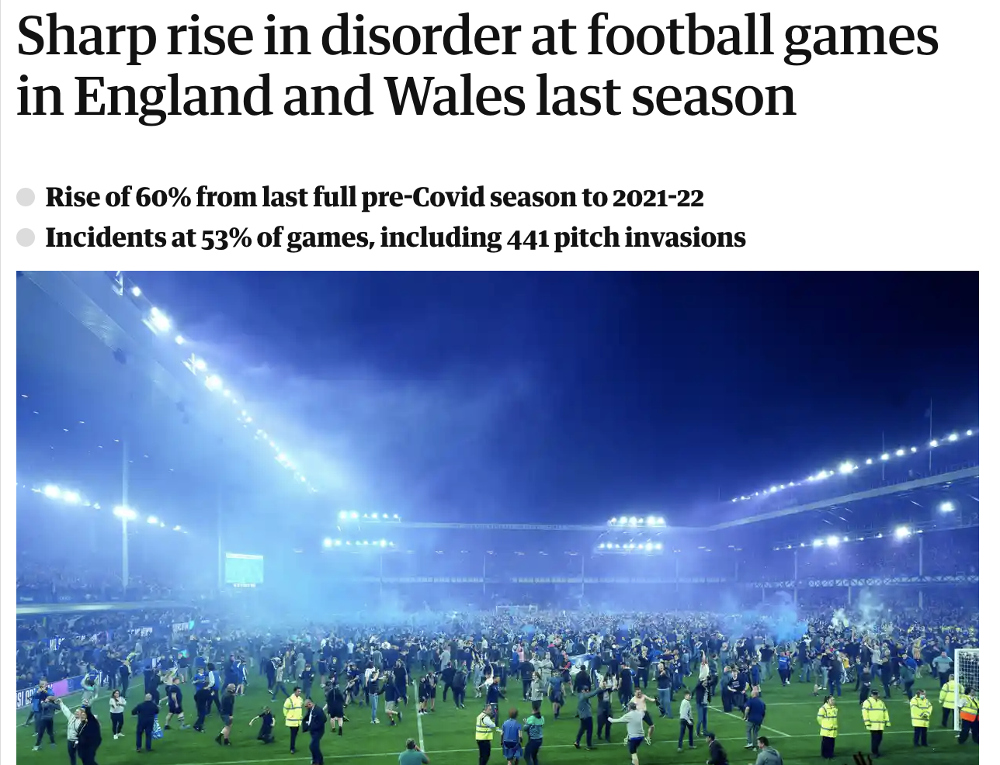 Sharp rise in disorder at football games
in England and Wales last season
Rise of 60% from last full pre-Covid season to 2021-22
Incidents at 53% of games, including 441 pitch invasions